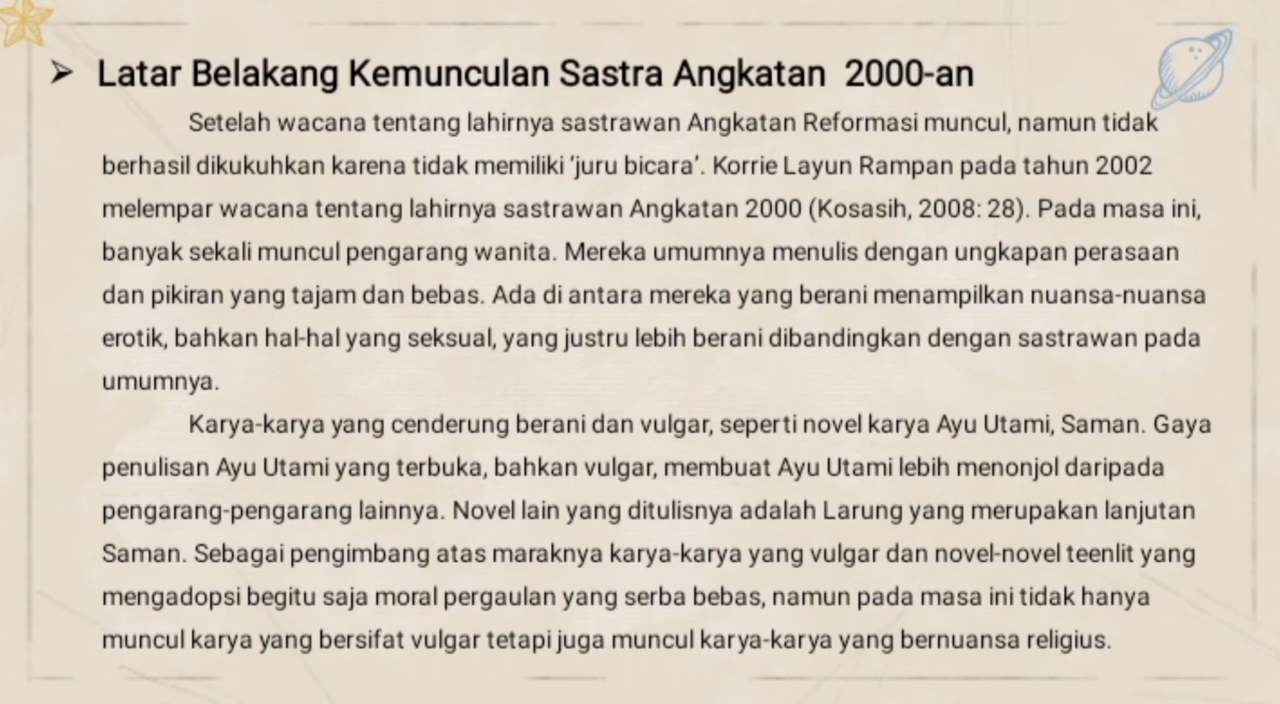 ➢ Latar Belakang Kemunculan Sastra Angkatan 2000-an
Setelah wacana tentang lahirnya sastrawan Angkatan Reformasi muncul, namun tidak
berhasil dikukuhkan karena tidak memiliki ‘juru bicara’. Korrie Layun Rampan pada tahun 2002
melempar wacana tentang lahirnya sastrawan Angkatan 2000 (Kosasih, 2008: 28). Pada masa ini,
banyak sekali muncul pengarang wanita. Mereka umumnya menulis dengan ungkapan perasaan
dan pikiran yang tajam dan bebas. Ada di antara mereka yang berani menampilkan nuansa-nuansa
erotik, bahkan hal-hal yang seksual, yang justru lebih berani dibandingkan dengan sastrawan pada
umumnya.
Karya-karya yang cenderung berani dan vulgar, seperti novel karya Ayu Utami, Saman. Gaya
penulisan Ayu Utami yang terbuka, bahkan vulgar, membuat Ayu Utami lebih menonjol daripada
pengarang-pengarang lainnya. Novel lain yang ditulisnya adalah Larung yang merupakan lanjutan
Saman. Sebagai pengimbang atas maraknya karya-karya yang vulgar dan novel-novel teenlit yang
mengadopsi begitu saja moral pergaulan yang serba bebas, namun pada masa ini tidak hanya
muncul karya yang bersifat vulgar tetapi juga muncul karya-karya yang bernuansa religius.